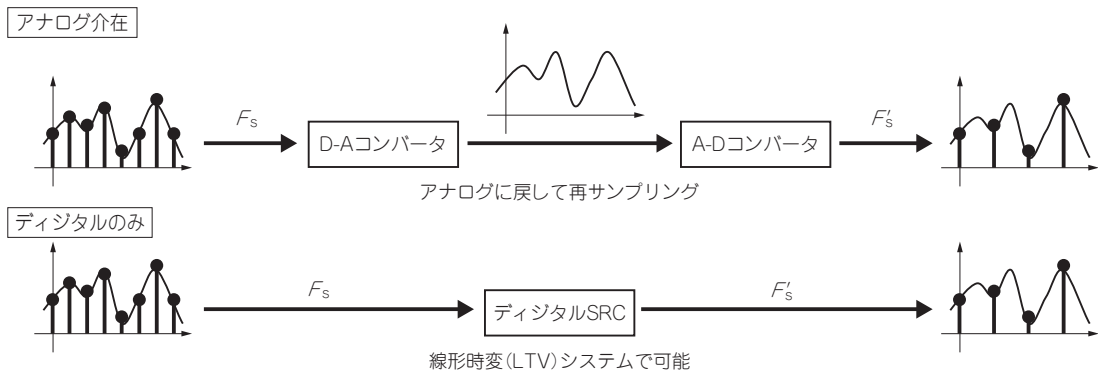 アナログ介在
Fs
D-Aコンバータ
A-Dコンバータ
F's
アナログに戻して再サンプリング
ディジタルのみ
Fs
ディジタルSRC
F's
線形時変(LTV)システムで可能